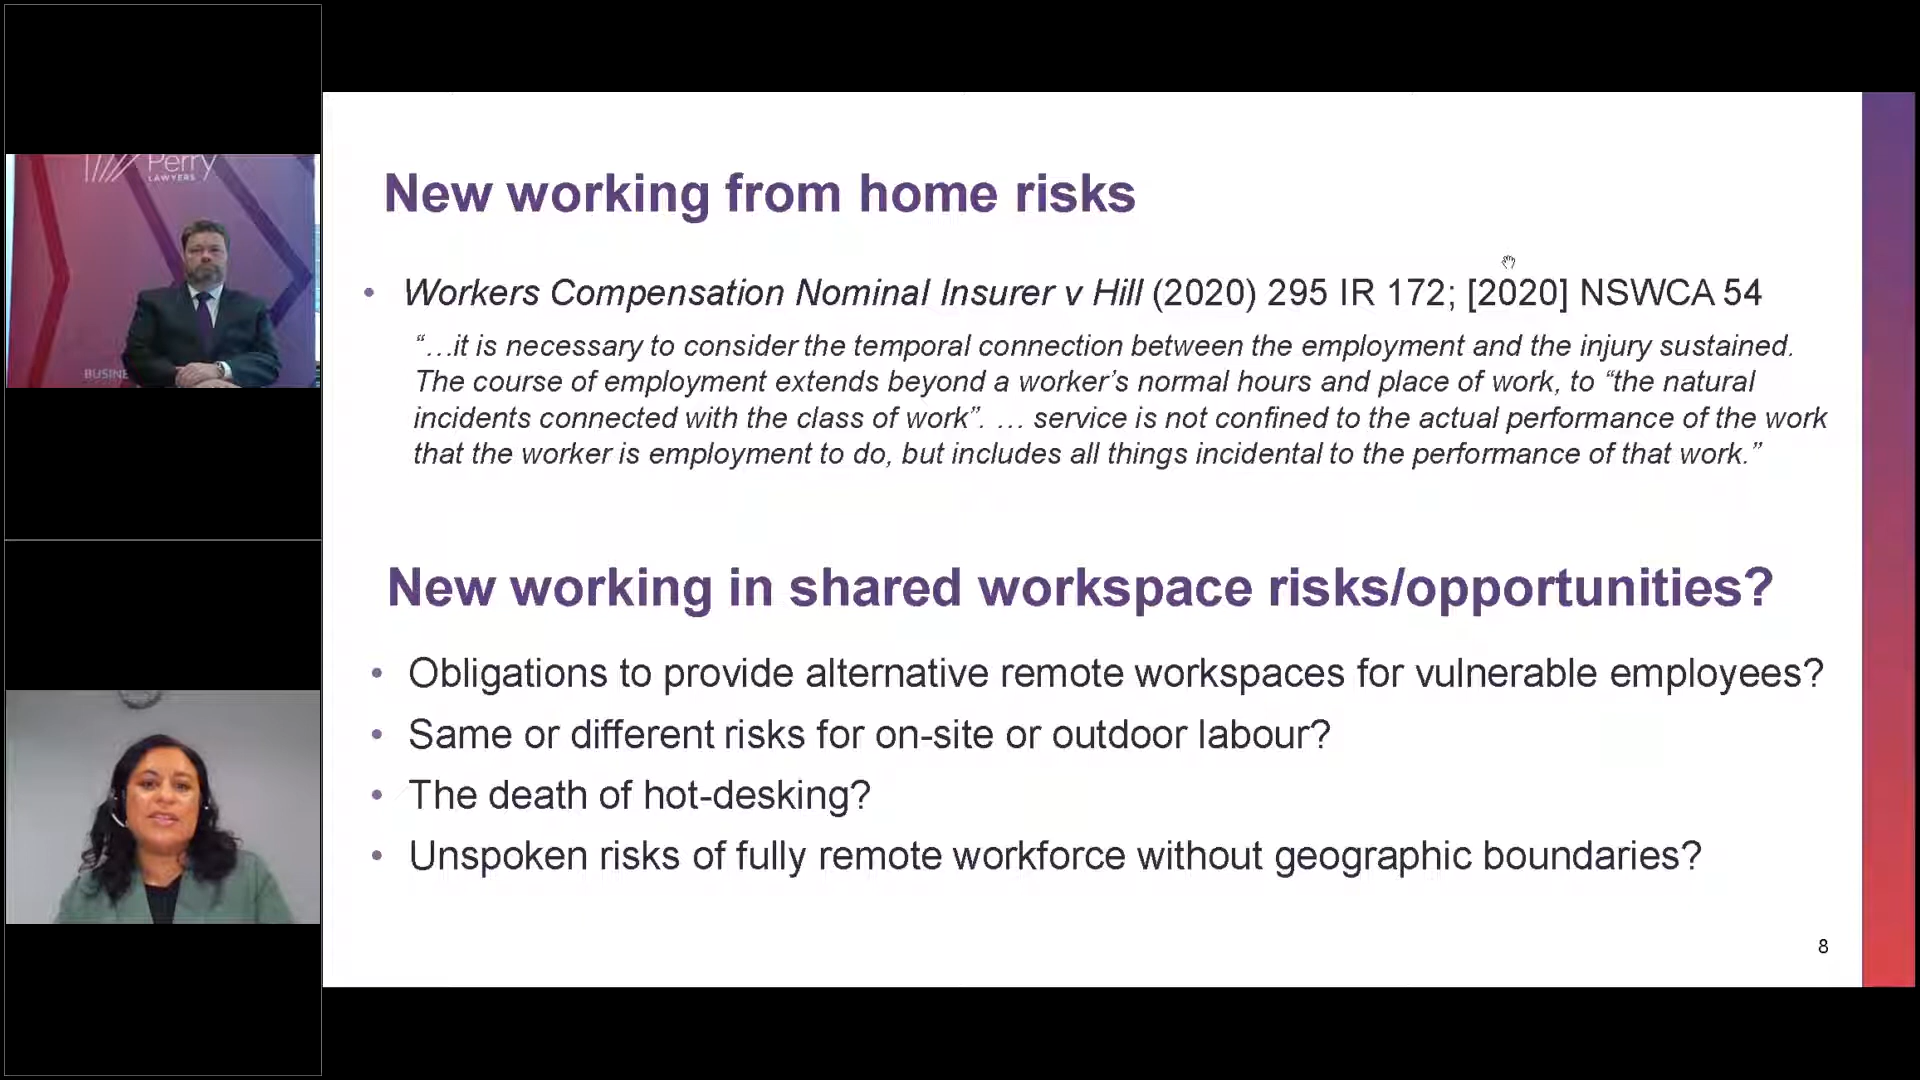 Perry
LAWYERS
BUSINE
New working from home risks
• Workers Compensation Nominal Insurer v Hill (2020) 295 IR 172; [2020] NSWCA 54
“…it is necessary to consider the temporal connection between the employment and the injury sustained.
The course of employment extends beyond a worker’s normal hours and place of work, to “the natural
incidents connected with the class of work”. … service is not confined to the actual performance of the work
that the worker is employment to do, but includes all things incidental to the performance of that work.”
New working in shared workspace risks/opportunities?
• Obligations to provide alternative remote workspaces for vulnerable employees?
• Same or different risks for on-site or outdoor labour?
• The death of hot-desking?
• Unspoken risks of fully remote workforce without geographic boundaries?
8